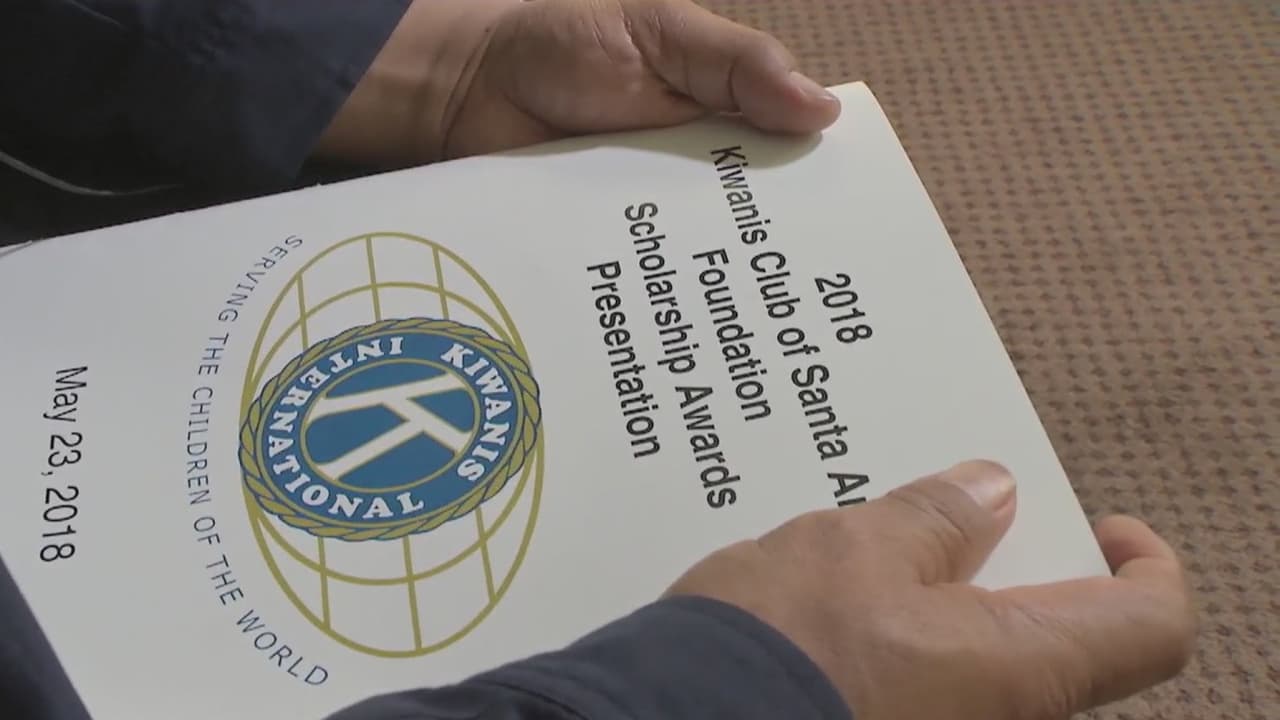 2018
Kiwanis Club of Santa
Foundation
Scholarship Awards
Presentation
KIWANIS
INTERNATIONAL
K
SERVING THE CHILDREN OF THE WORLD
May 23, 2018